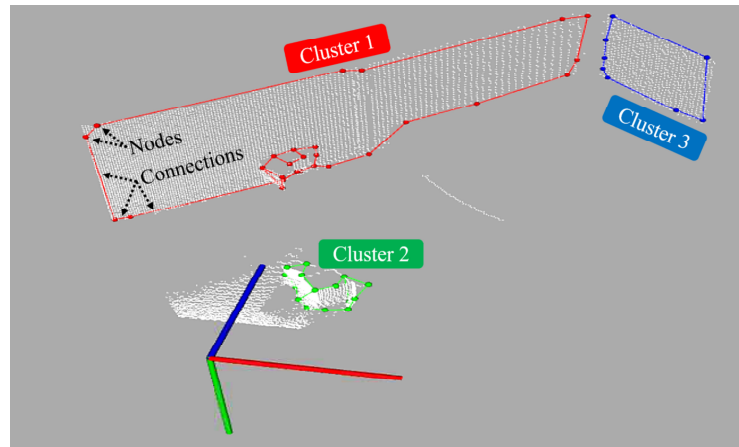 Cluster 1
Cluster 3
Nodes
Connections
Cluster 2